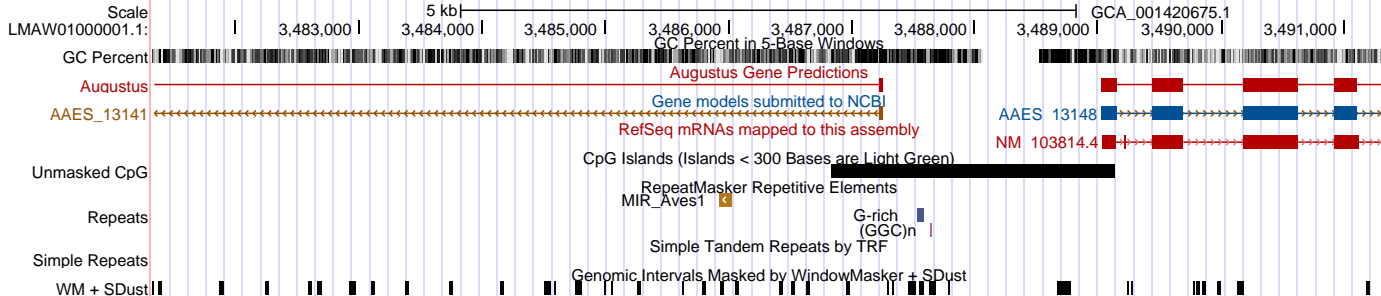 Scale 5 kb GCA_001420675.1
LMAW01000001.1: 3,483,000 3,484,000 3,485,000 3,486,000 3,487,000 3,488,000 3,489,000 3,490,000 3,491,000
GC Percent in 5-Base Windows
GC Percent
Augustus Gene Predictions
Augustus
Gene models submitted to NCBI
AAES_13141 AAES_13148
RefSeq mRNAs mapped to this assembly
NM_103814.4
CpG Islands (Islands < 300 Bases are Light Green)
Unmasked CpG
RepeatMasker Repetitive Elements
MIR_Aves1
Repeats G-rich
(GGC)n
Simple Tandem Repeats by TRF
Simple Repeats
Genomic Intervals Masked by WindowMasker + SDust
WM + SDust